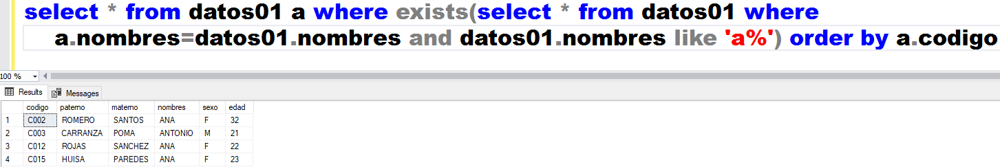 select * from datos01 a where exists(select * from datos01 where
a.nombres=datos01.nombres and datos01.nombres like 'a%') order by a.codigo
100 %
Results Messages
codigo paterno materno nombres sexo edad
1 C002 ROMERO SANTOS ANA F 32
2 C003 CARRANZA POMA ANTONIO M 21
3 C012 ROJAS SANCHEZ ANA F 22
4 C015 HUISA PAREDES ANA F 23